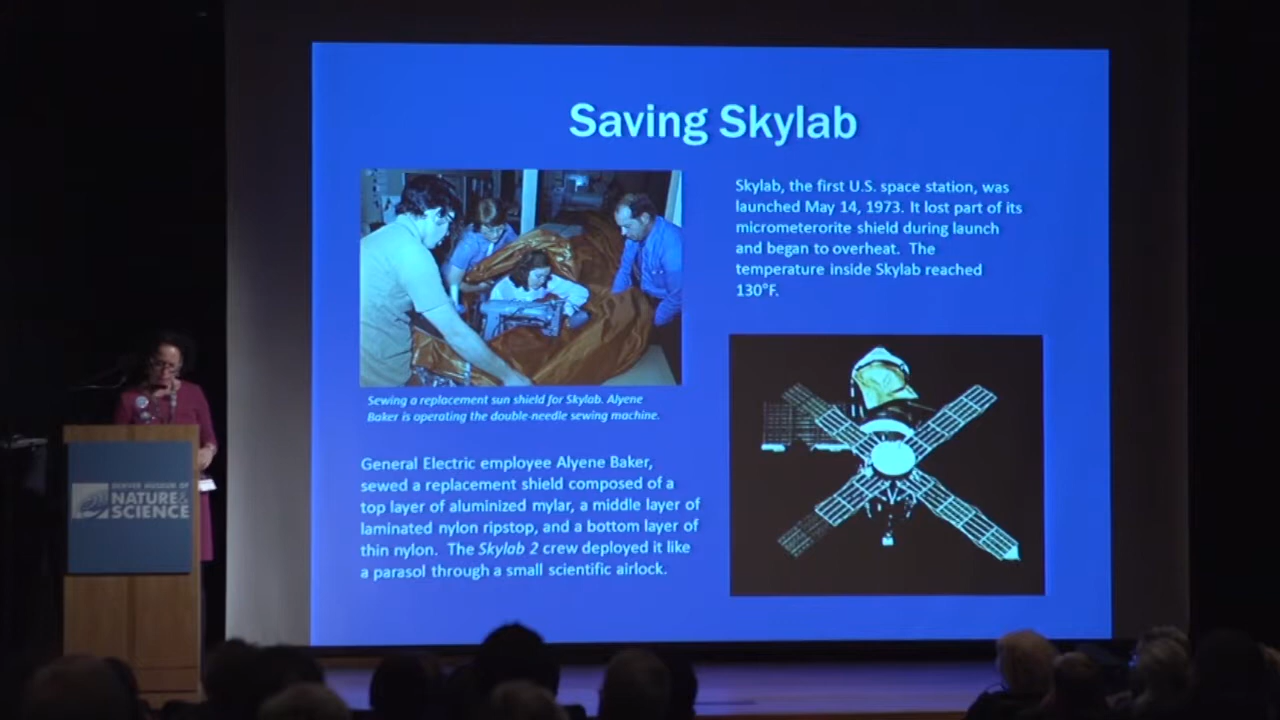 Saving Skylab
Skylab, the first U.S. space station, was
launched May 14, 1973. It lost part of its
micrometerorite shield during launch
and began to overheat. The
temperature inside Skylab reached
130°F.
Sewing a replacement sun shield for Skylab. Alyene
Baker is operating the double-needle sewing machine.
General Electric employee Alyene Baker,
sewed a replacement shield composed of a
top layer of aluminized mylar, a middle layer of
laminated nylon ripstop, and a bottom layer of
thin nylon. The Skylab 2 crew deployed it like
a parasol through a small scientific airlock.
DENVER MUSEUM OF
NATURE &
SCIENCE